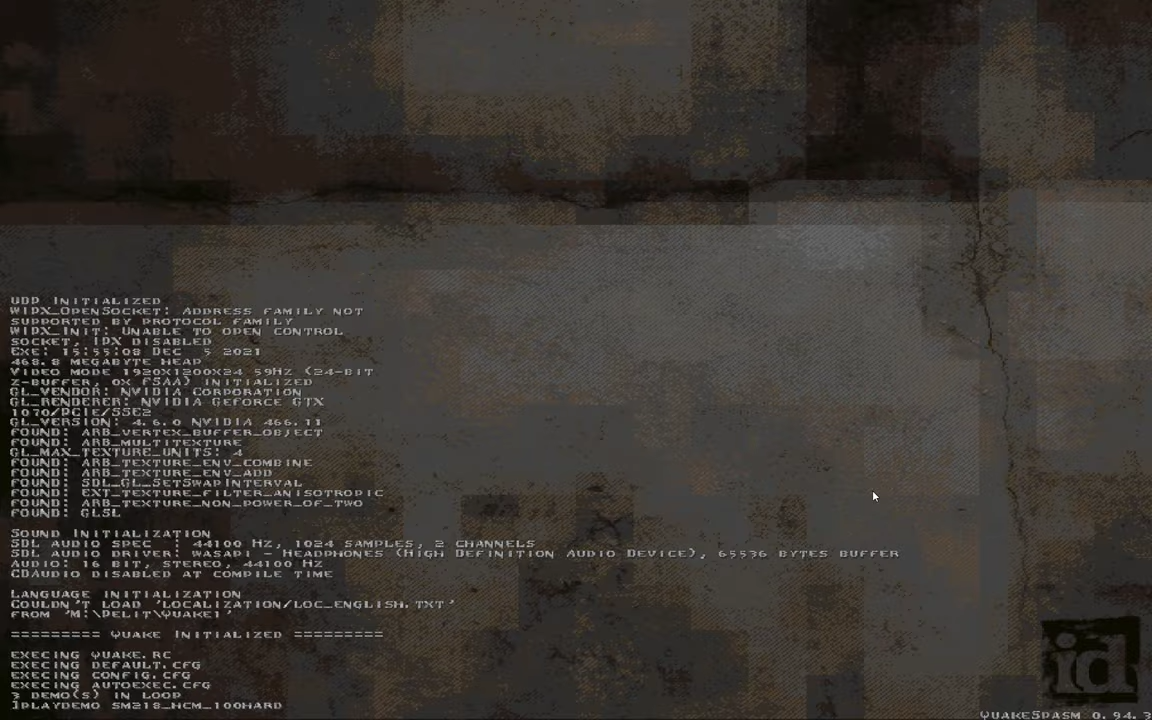 UDP Initialized
WIPX_OpenSocket: Address family not
supported by protocol family
WIPX_Init: Unable to open control
socket, IPX disabled
Exe: 15:55:08 Dec  5 2021
468.8 megabyte heap
Video mode 1920x1200x24 59Hz (24-bit
z-buffer, 0x FSAA) initialized
GL_VENDOR: NVIDIA Corporation
GL_RENDERER: NVIDIA GeForce GTX
1070/PCIe/SSE2
GL_VERSION: 4.6.0 NVIDIA 466.11
FOUND: ARB_vertex_buffer_object
FOUND: ARB_multitexture
GL_MAX_TEXTURE_UNITS: 4
FOUND: ARB_texture_env_combine
FOUND: ARB_texture_env_add
FOUND: SDL_GL_SetSwapInterval
FOUND: EXT_texture_filter_anisotropic
FOUND: ARB_texture_non_power_of_two
FOUND: GLSL
Sound Initialization
SDL audio spec  : 44100 Hz, 1024 samples, 2 channels
SDL audio driver: wasapi - Headphones (High Definition Audio Device), 65536 bytes buffer
Audio: 16 bit, stereo, 44100 Hz
CDAudio disabled at compile time
Language initialization
Couldn't load 'localization/loc_english.txt'
from 'M:\Pelit\Quake1'
========= Quake Initialized =========
execing quake.rc
execing default.cfg
execing config.cfg
execing autoexec.cfg
3 demo(s) in loop
]playdemo sm218_hcm_100hard
id
QuakeSpasm 0.94.3